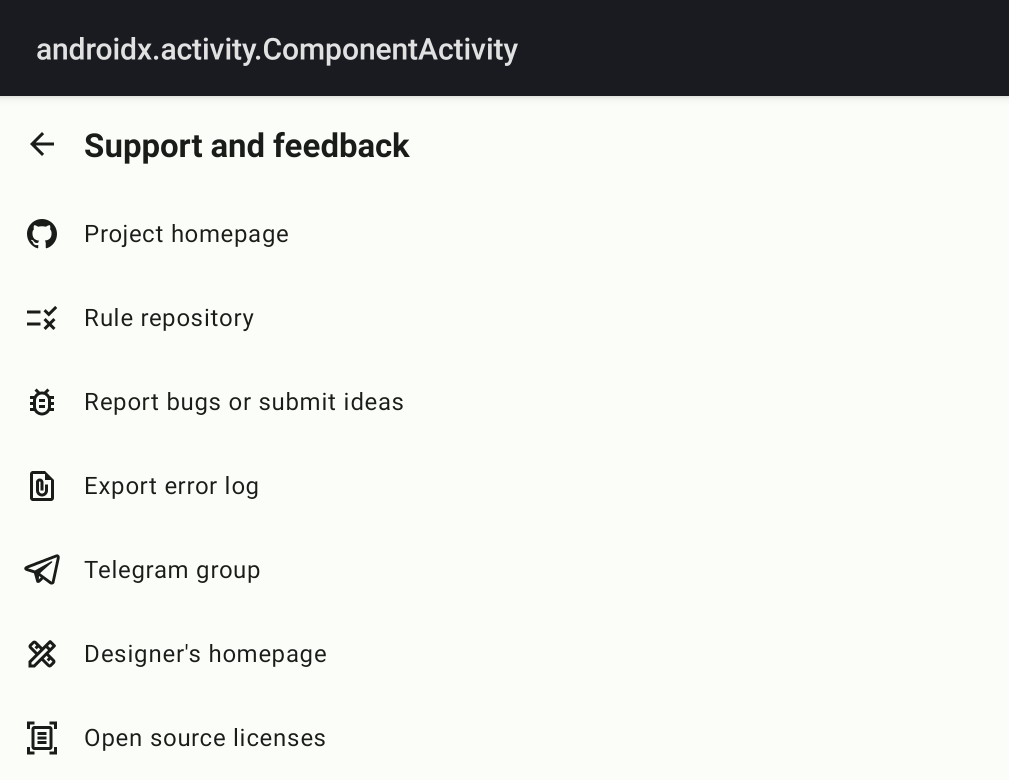 androidx.activity.ComponentActivity
Support and feedback
Project homepage
Rule repository
Report bugs or submit ideas
Export error log
Telegram group
Designer's homepage
Open source licenses